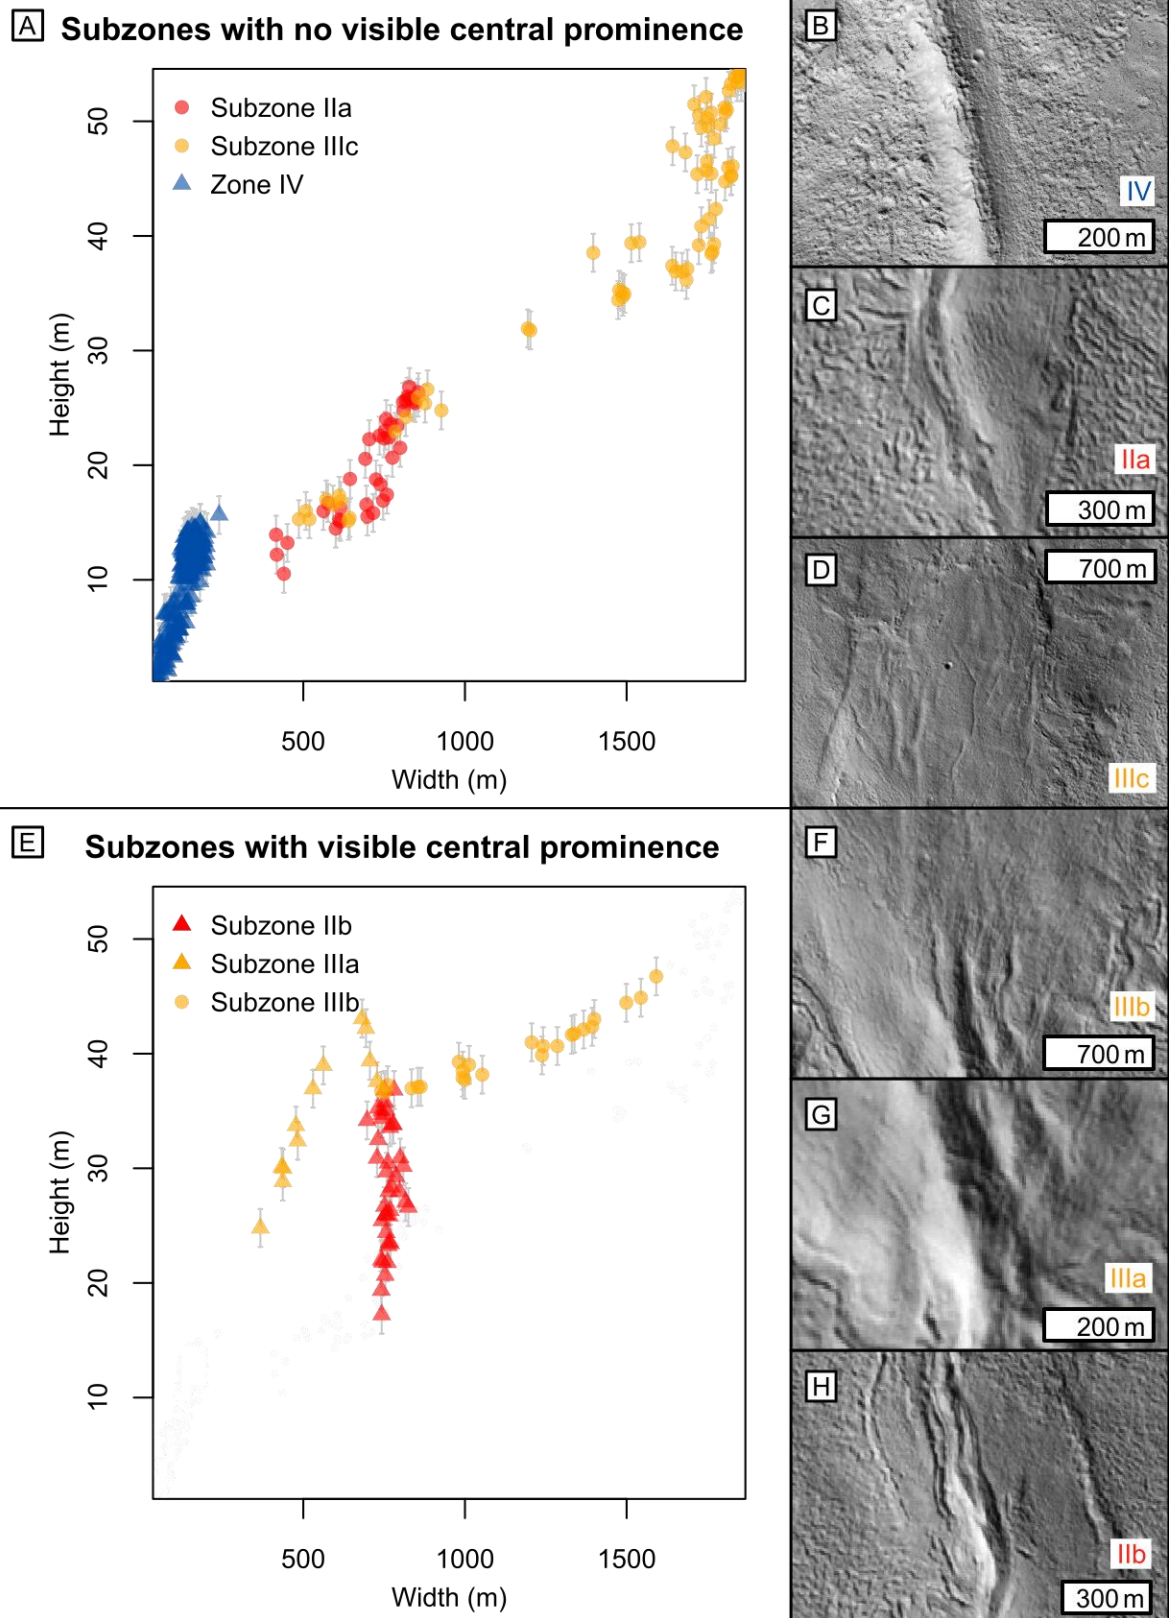 A Subzones with no visible central prominence
Subzone IIa
Subzone IIIc
Zone IV
Height (m)
50
40
30
20
10
500 1000 1500
Width (m)
B
IV
200 m
C
IIa
300 m
D
700 m
IIIc
E Subzones with visible central prominence
Subzone IIb
Subzone IIIa
Subzone IIIb
Height (m)
50
40
30
20
10
500 1000 1500
Width (m)
F
IIIb
700 m
G
IIIa
200 m
H
IIb
300 m